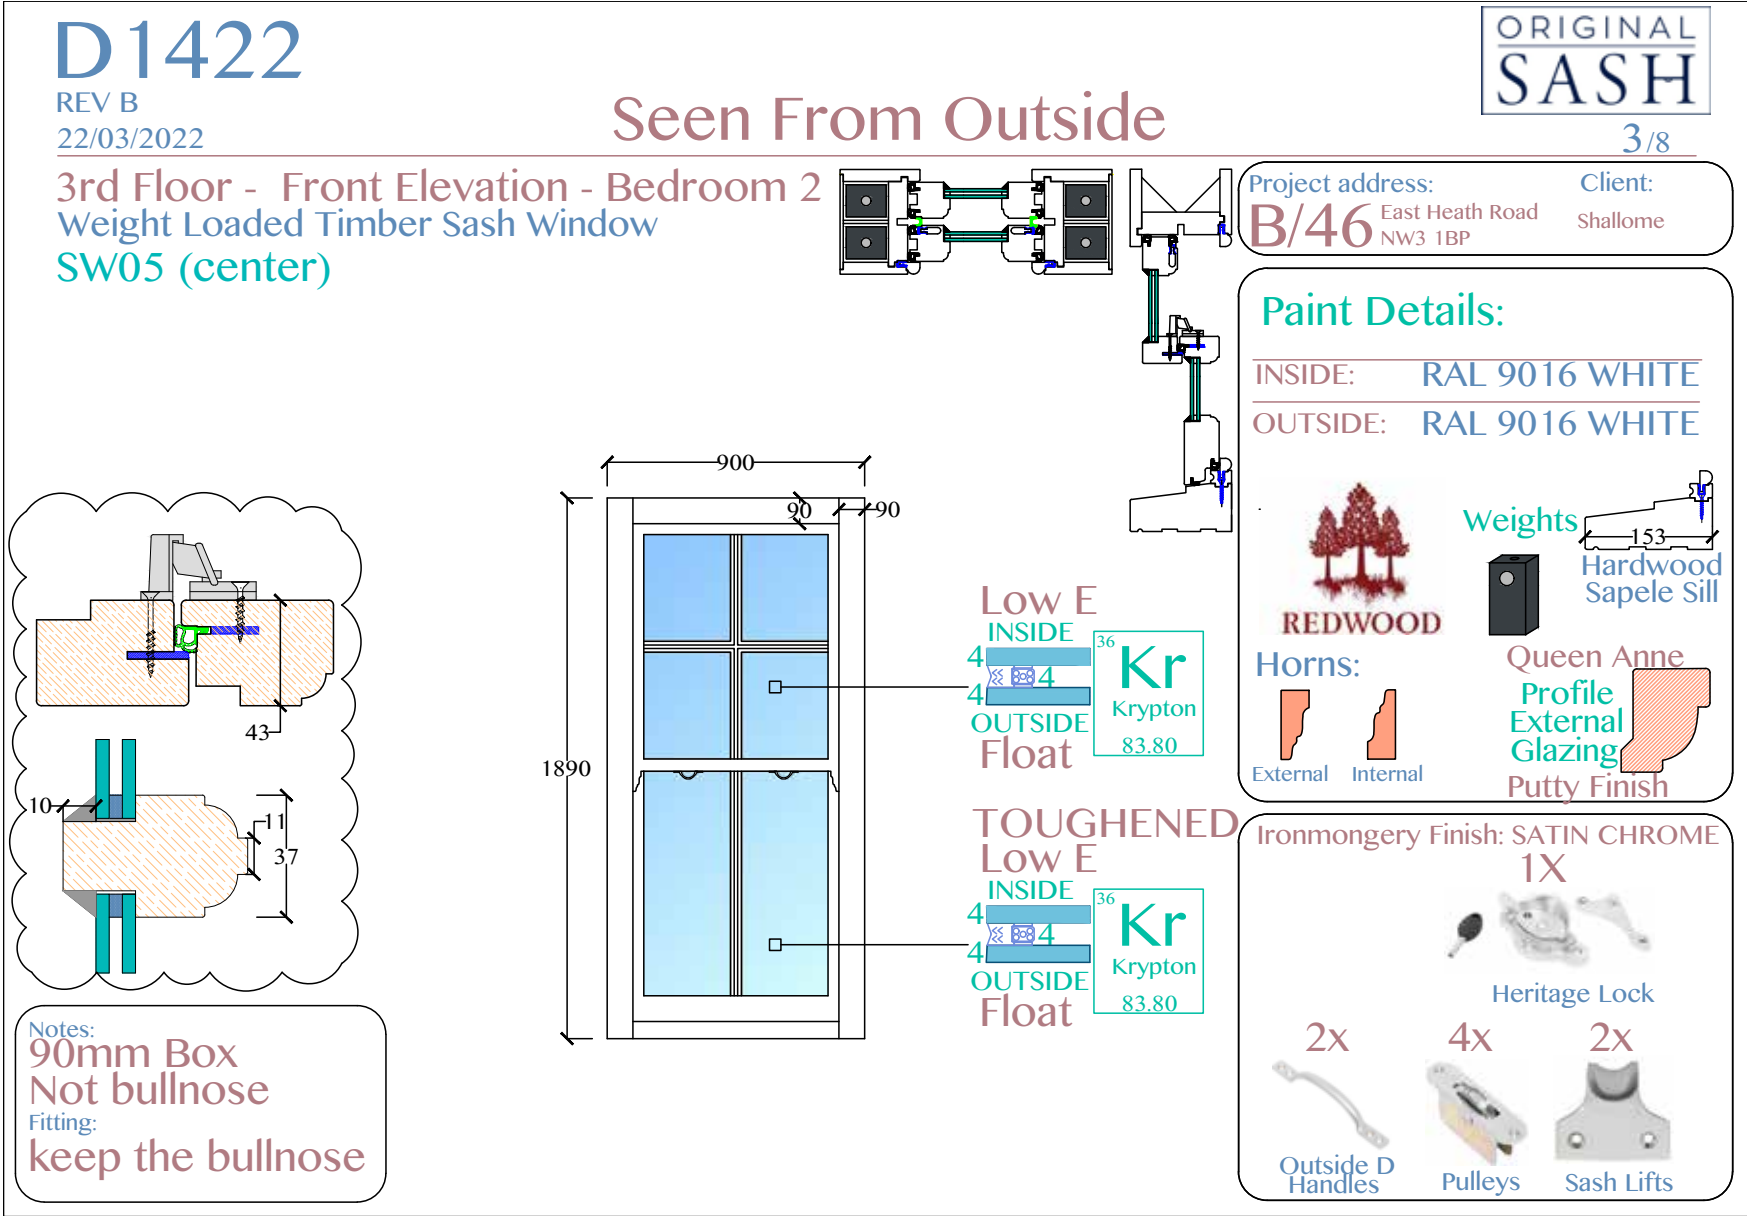 D1422
REV B
22/03/2022
Seen From Outside
ORIGINAL
SASH
3/8
3rd Floor - Front Elevation - Bedroom 2
Weight Loaded Timber Sash Window
SW05 (center)
Project address:
B/46 East Heath Road
NW3 1BP
Client:
Shallome
Paint Details:
INSIDE: RAL 9016 WHITE
OUTSIDE: RAL 9016 WHITE
REDWOOD
Weights
153
Hardwood
Sapele Sill
Horns:
External
Internal
Queen Anne
Profile
External
Glazing
Putty Finish
900
90
90
1890
43
10
11
37
Low E
INSIDE
4
4
4
OUTSIDE
Float
36
Kr
Krypton
83.80
TOUGHENED
Low E
INSIDE
4
4
4
OUTSIDE
Float
36
Kr
Krypton
83.80
Ironmongery Finish: SATIN CHROME
1X
Heritage Lock
2x
Outside D
Handles
4x
Pulleys
2x
Sash Lifts
Notes:
90mm Box
Not bullnose
Fitting:
keep the bullnose